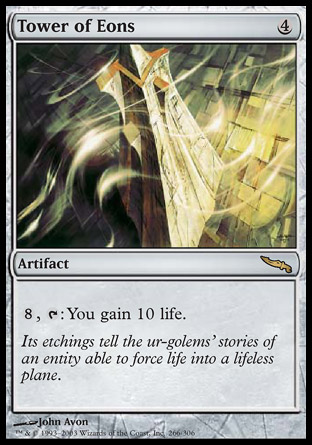 Tower of Eons 4
Artifact
8, : You gain 10 life.
Its etchings tell the ur-golems' stories of
an entity able to force life into a lifeless
plane.
John Avon
™ & © 1993–2003 Wizards of the Coast, Inc. 266/306